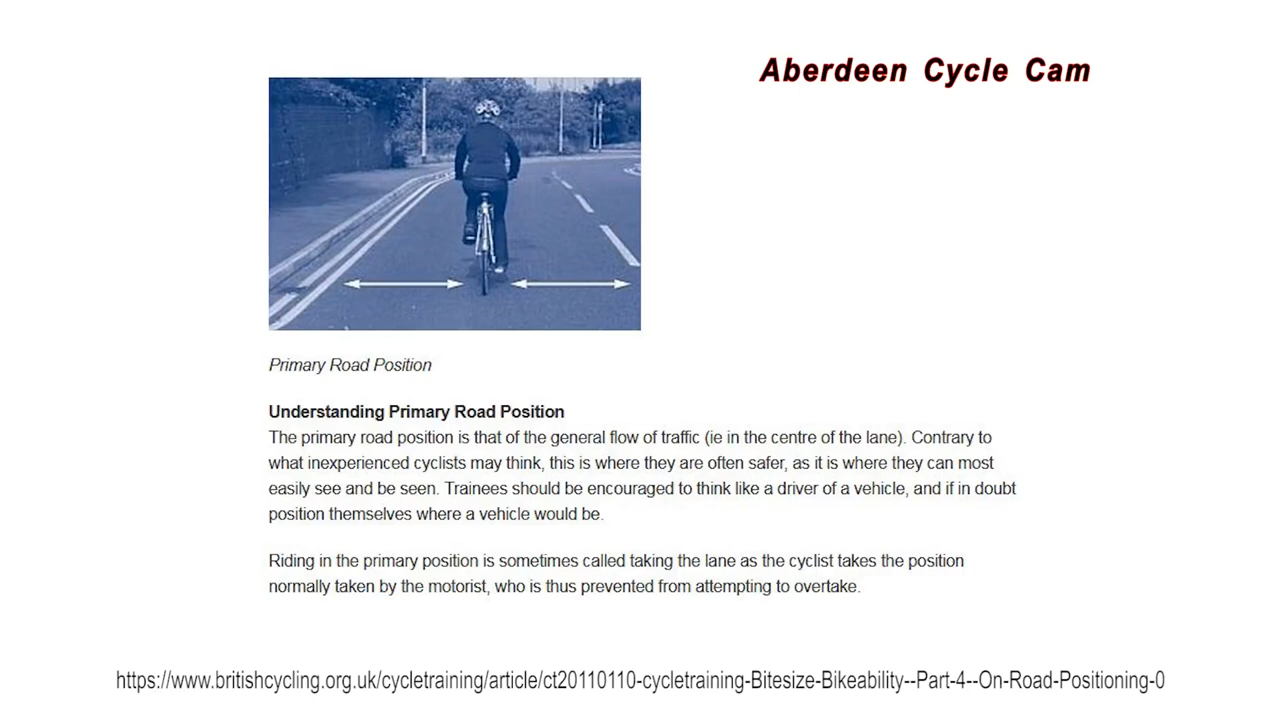 Aberdeen Cycle Cam
Primary Road Position
Understanding Primary Road Position
The primary road position is that of the general flow of traffic (ie in the centre of the lane). Contrary to
what inexperienced cyclists may think, this is where they are often safer, as it is where they can most
easily see and be seen. Trainees should be encouraged to think like a driver of a vehicle, and if in doubt
position themselves where a vehicle would be.
Riding in the primary position is sometimes called taking the lane as the cyclist takes the position
normally taken by the motorist, who is thus prevented from attempting to overtake.
https://www.britishcycling.org.uk/cycletraining/article/ct20110110-cycletraining-Bitesize-Bikeability--Part-4--On-Road-Positioning-0